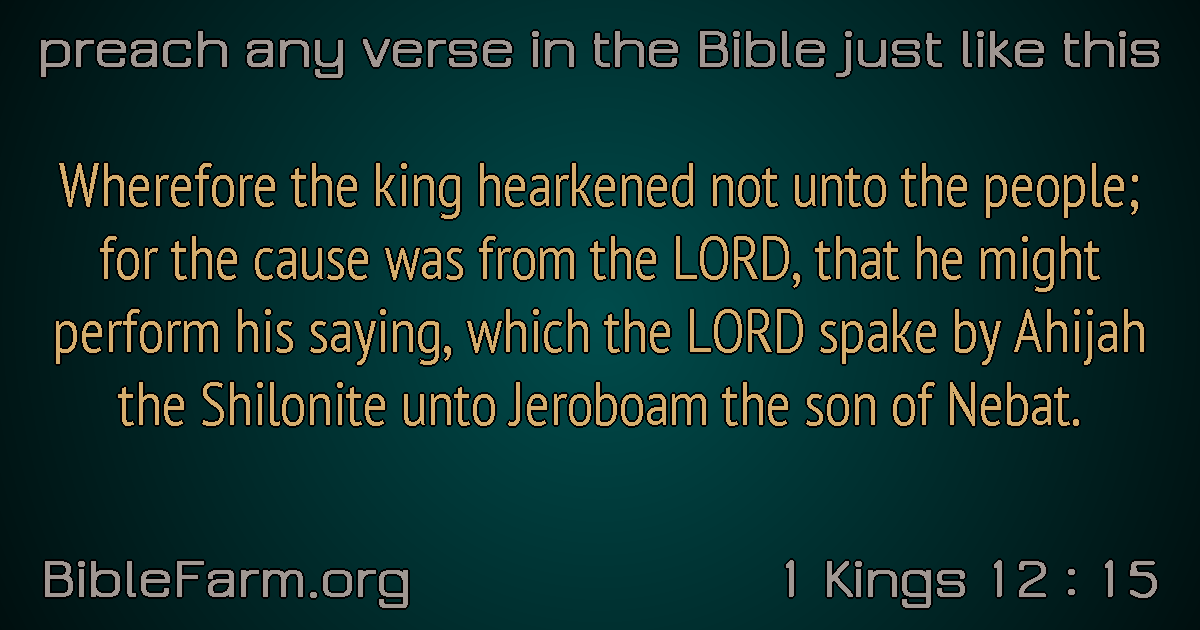 preach any verse in the Bible just like this
Wherefore the king hearkened not unto the people;
for the cause was from the LORD, that he might
perform his saying, which the LORD spake by Ahijah
the Shilonite unto Jeroboam the son of Nebat.
BibleFarm.org
1 Kings 12 : 15